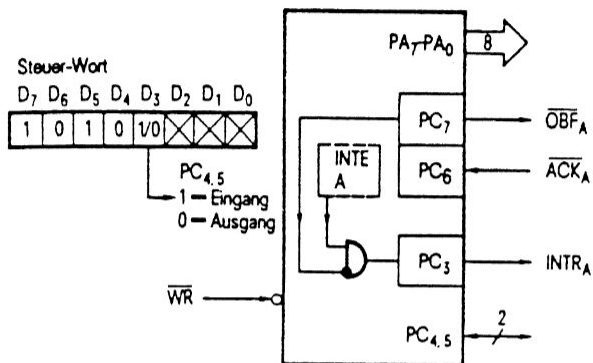 Steuer-Wort
D7 D6 D5 D4 D3 D2 D1 D0
1 0 1 0 1/0
PC4,5
1 — Eingang
0 — Ausgang
WR
PA7-PA0
8
PC7
OBFA
INTE
A
PC6
ACKA
PC3
INTRA
PC4,5
2